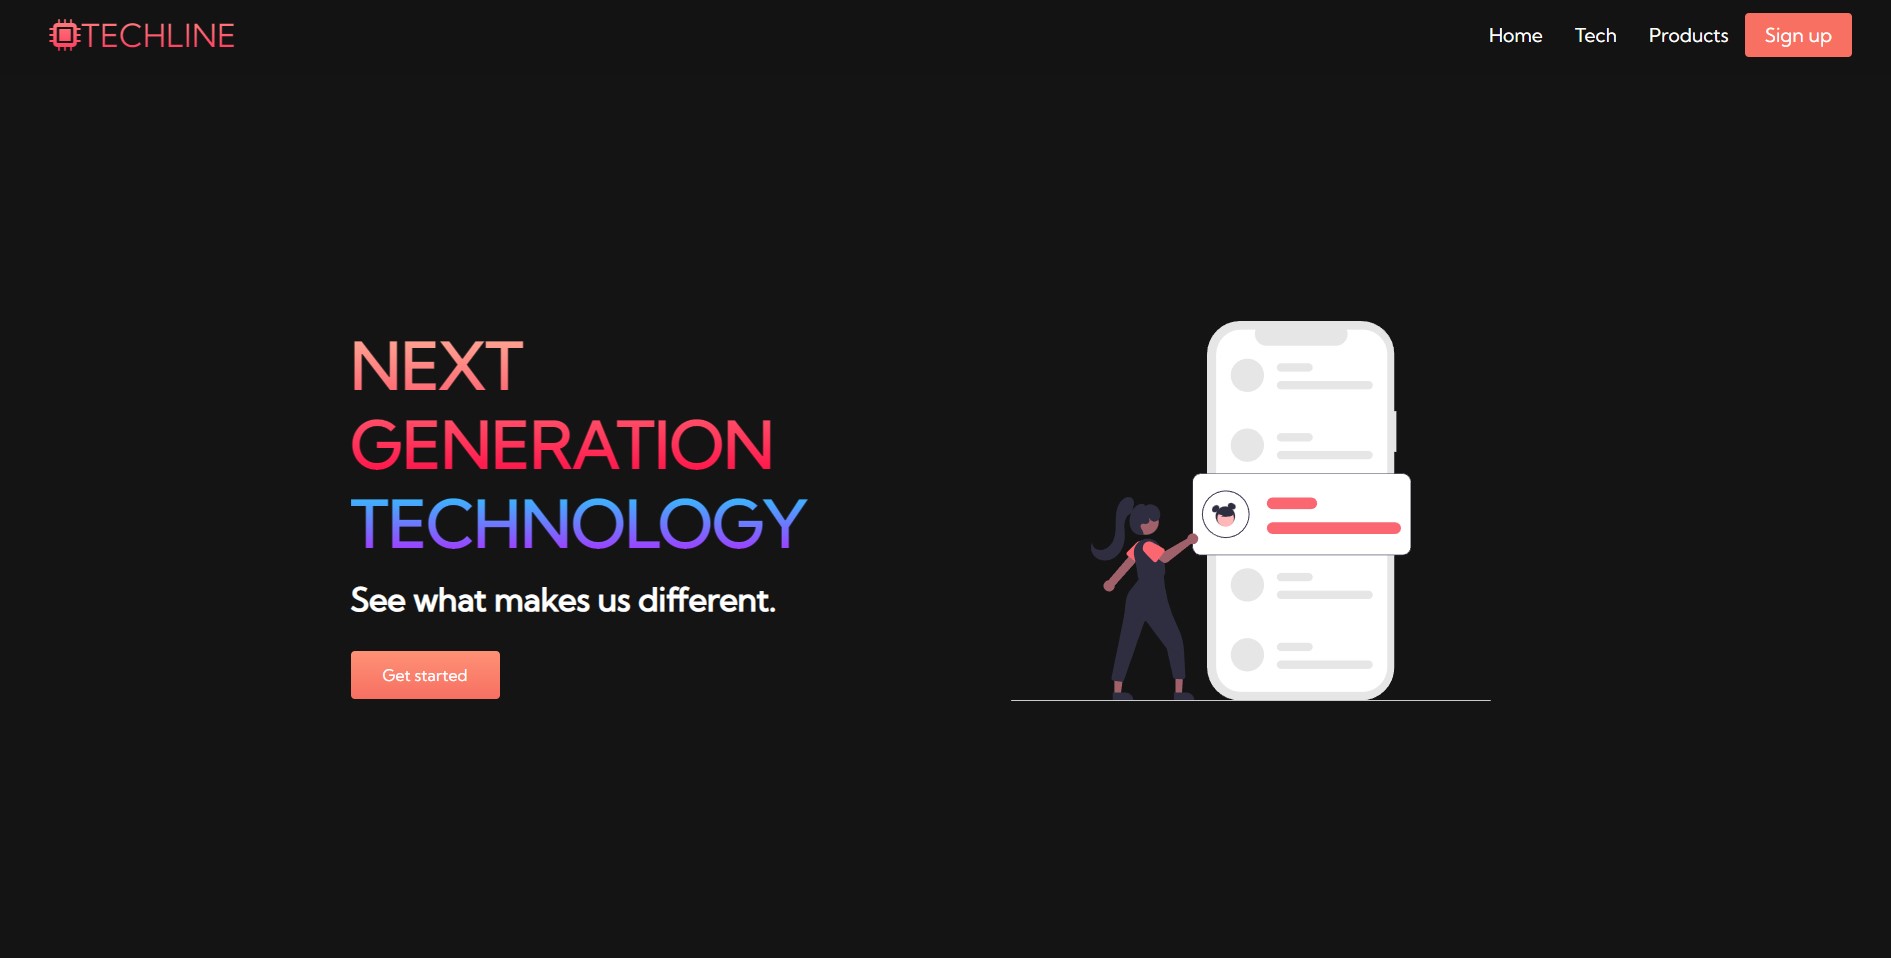 TECHLINE
Home Tech Products Sign up
NEXT
GENERATION
TECHNOLOGY
See what makes us different.
Get started